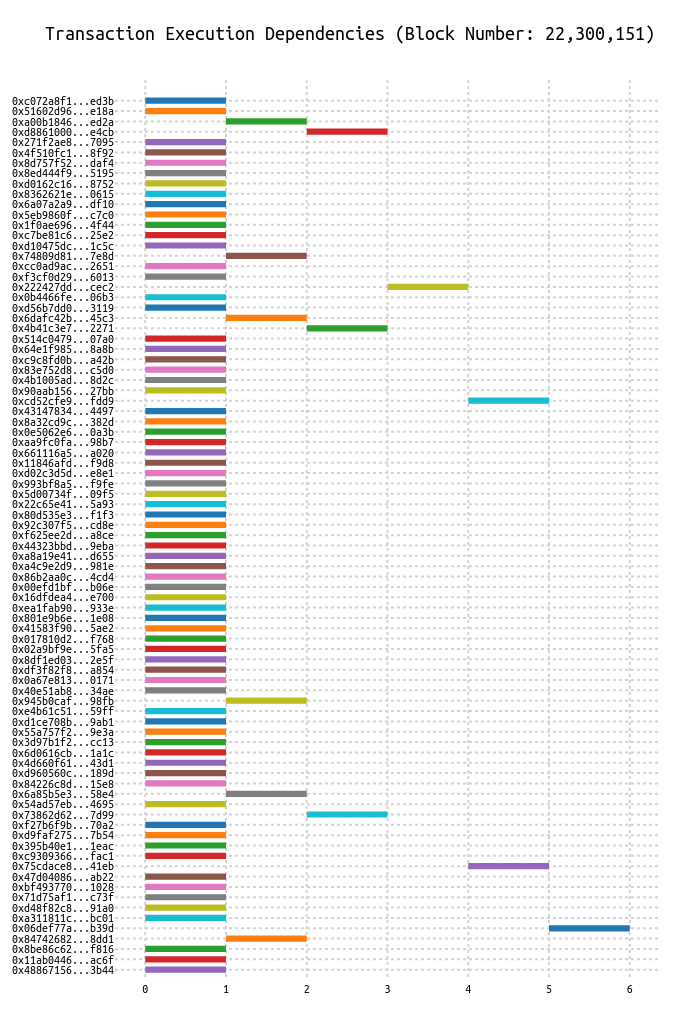 Transaction Execution Dependencies (Block Number: 22,300,151)
0xc072a8f1...ed3b
0x51602d96...e18a
0xa00b1846...ed2a
0xd8861000...e4cb
0x271f2ae8...7095
0x4f510fc1...8f92
0x8d757f52...daf4
0x8ed444f9...5195
0xd0162c16...8752
0x8362621e...0615
0x6a07a2a9...df10
0x5eb9860f...c7c0
0x1f0ae696...4f44
0xc7be81c6...25e2
0xd10475dc...1c5c
0x74809d81...7e8d
0xcc0ad9ac...2651
0xf3cf0d29...6013
0x222427dd...cec2
0x0b4466fe...06b3
0xd56b7dd0...3119
0x6dafc42b...45c3
0x4b41c3e7...2271
0x514c0479...07a0
0x64e1f985...8a8b
0xc9c8fd0b...a42b
0x83e752d8...c5d0
0x4b1005ad...8d2c
0x90aab156...27bb
0xcd52cfe9...fdd9
0x43147834...4497
0x8a32cd9c...382d
0x0e5062e6...0a3b
0xaa9fc0fa...98b7
0x661116a5...a020
0x11846afd...f9d8
0xd02c3d5d...e8e1
0x993bf8a5...f9fe
0x5d00734f...09f5
0x22c65e41...5a93
0x80d535e3...f1f3
0x92c307f5...cd8e
0xf625ee2d...a8ce
0x44323bbd...9eba
0xa8a19e41...d655
0xa4c9e2d9...981e
0x86b2aa0c...4cd4
0x00efd1bf...b06e
0x16dfdea4...e700
0xea1fab90...933e
0x801e9b6e...1e08
0x41583f90...5ae2
0x017810d2...f768
0x02a9bf9e...5fa5
0x8df1ed03...2e5f
0xdf3f82f8...a854
0x0a67e813...0171
0x40e51ab8...34ae
0x945b0caf...98fb
0xe4b61c51...59ff
0xd1ce708b...9ab1
0x55a757f2...9e3a
0x3d97b1f2...cc13
0x6d0616cb...1a1c
0x4d660f61...43d1
0xd960560c...189d
0x84226c8d...15e8
0x6a85b5e3...58e4
0x54ad57eb...4695
0x73862d62...7d99
0xf27b6f9b...70a2
0xd9faf275...7b54
0x395b40e1...1eac
0xc9309366...fac1
0x75cdace8...41eb
0x47d04086...ab22
0xbf493770...1028
0x71d75af1...c73f
0xd48f82c8...91a0
0xa311811c...bc01
0x06def77a...b39d
0x84742682...8dd1
0x8be86c62...f816
0x11ab0446...ac6f
0x48867156...3b44
0 1 2 3 4 5 6